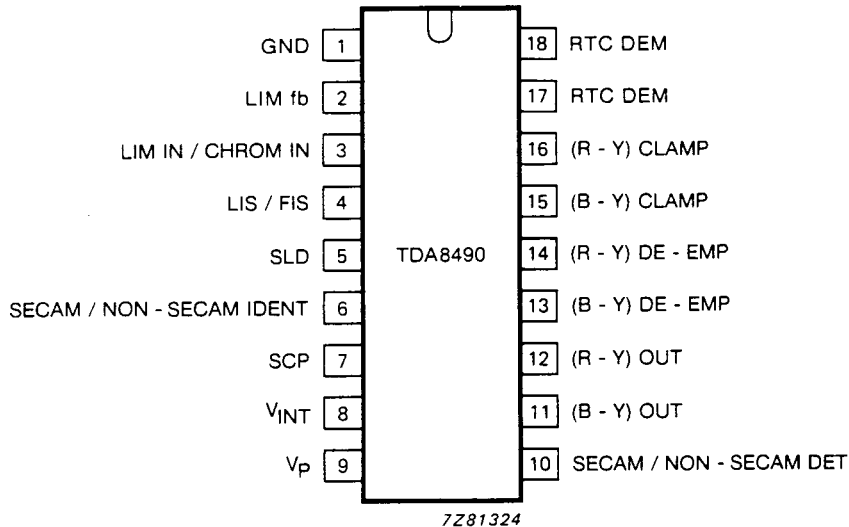 GND 1 18 RTC DEM
LIM fb 2 17 RTC DEM
LIM IN / CHROM IN 3 16 (R - Y) CLAMP
LIS / FIS 4 15 (B - Y) CLAMP
SLD 5 TDA8490 14 (R - Y) DE - EMP
SECAM / NON - SECAM IDENT 6 13 (B - Y) DE - EMP
SCP 7 12 (R - Y) OUT
VINT 8 11 (B - Y) OUT
VP 9 10 SECAM / NON - SECAM DET
7Z81324